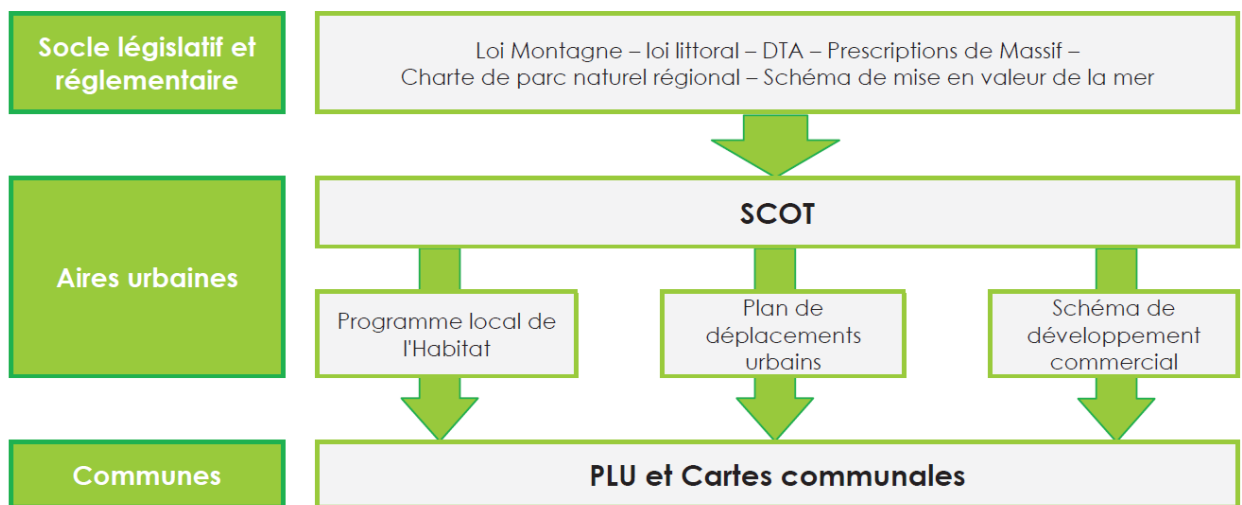 Socle législatif et
réglementaire
Loi Montagne – loi littoral – DTA – Prescriptions de Massif –
Charte de parc naturel régional – Schéma de mise en valeur de la mer
Aires urbaines
SCOT
Programme local de
l'Habitat
Plan de
déplacements
urbains
Schéma de
développement
commercial
Communes
PLU et Cartes communales